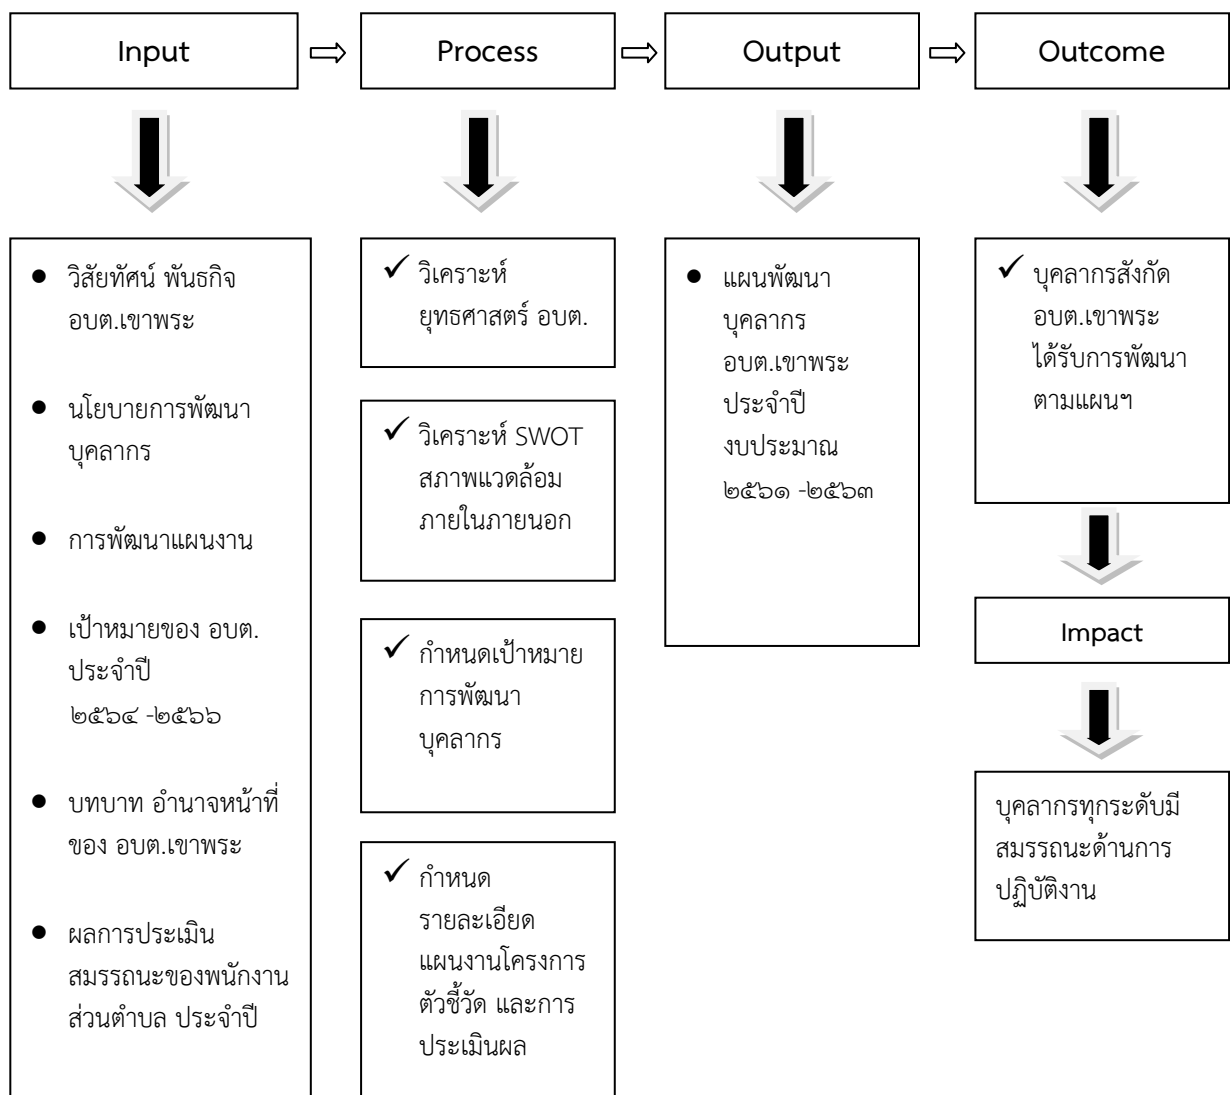 Input
Process
Output
Outcome
วิสัยทัศน์ พันธกิจ
อบต.เขาพระ
นโยบายการพัฒนา
บุคลากร
การพัฒนาแผนงาน
เป้าหมายของ อบต.
ประจำปี
๒๕๖๔ -๒๕๖๖
บทบาท อำนาจหน้าที่
ของ อบต.เขาพระ
ผลการประเมิน
สมรรถนะของพนักงาน
ส่วนตำบล ประจำปี
วิเคราะห์
ยุทธศาสตร์ อบต.
วิเคราะห์ SWOT
สภาพแวดล้อม
ภายในภายนอก
กำหนดเป้าหมาย
การพัฒนา
บุคลากร
กำหนด
รายละเอียด
แผนงานโครงการ
ตัวชี้วัด และการ
ประเมินผล
แผนพัฒนา
บุคลากร
อบต.เขาพระ
ประจำปี
งบประมาณ
๒๕๖๑ -๒๕๖๓
บุคลากรสังกัด
อบต.เขาพระ
ได้รับการพัฒนา
ตามแผนฯ
Impact
บุคลากรทุกระดับมี
สมรรถนะด้านการ
ปฏิบัติงาน